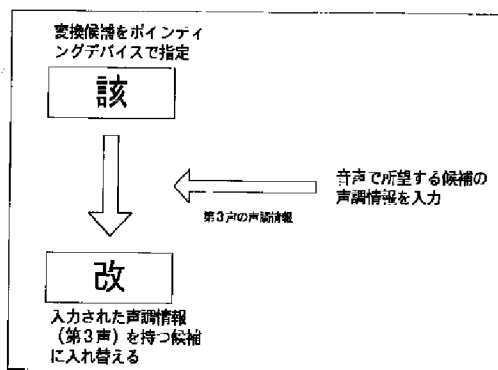 変換候補をポインティ
ングデバイスで指定
該
音声で所望する候補の
声調情報を入力
第3声の声調情報
改
入力された声調情報
(第3声)を持つ候補
に入れ替える